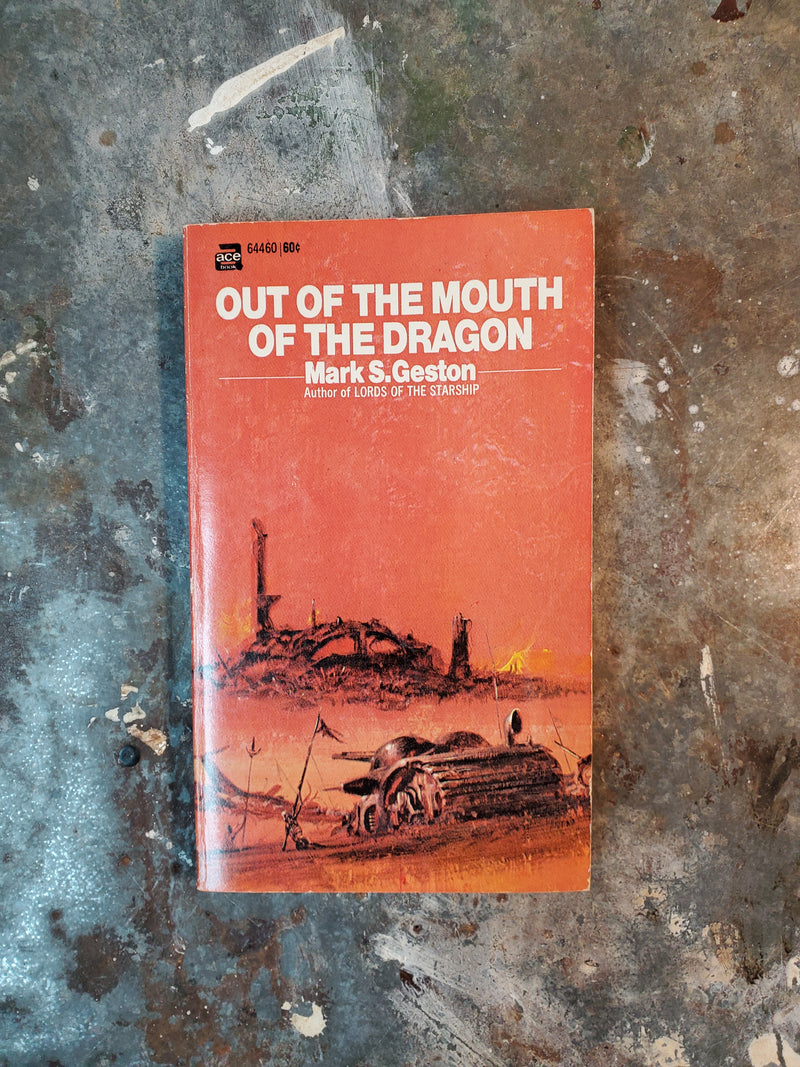 ace
book
64460|60¢
OUT OF THE MOUTH
OF THE DRAGON
Mark S.Geston
Author of LORDS OF THE STARSHIP